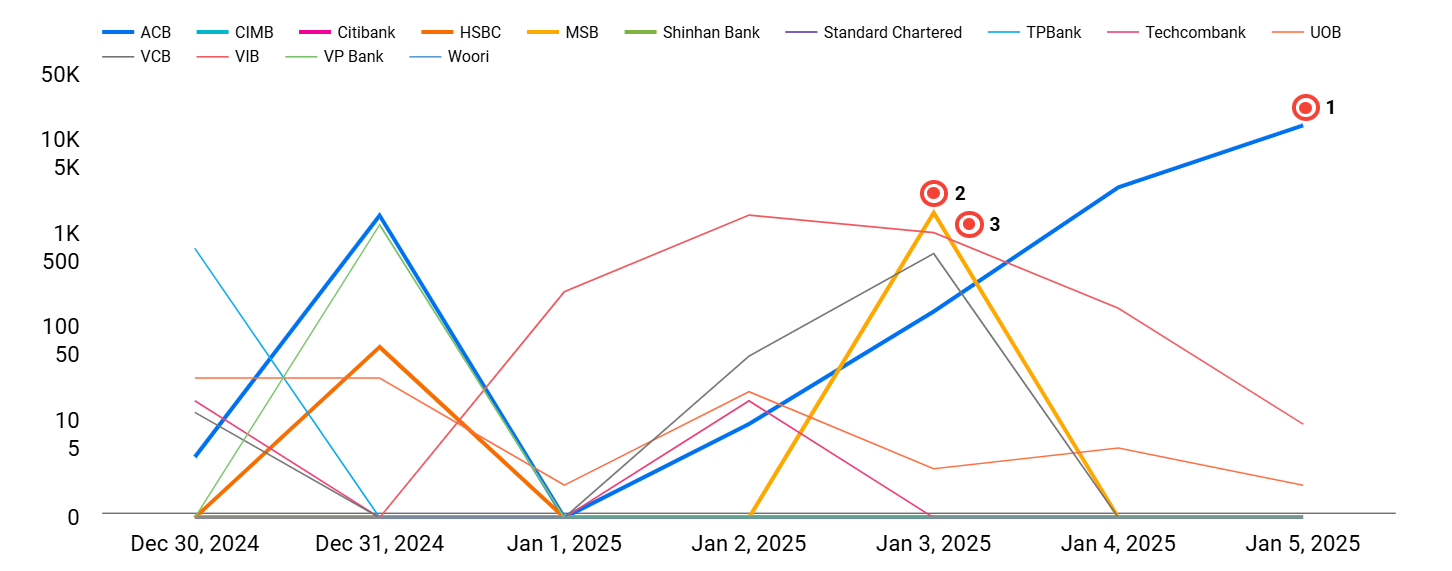 ACB CIMB Citibank HSBC MSB Shinhan Bank Standard Chartered TPBank Techcombank UOB
VCB VIB VP Bank Woori
50K
1
10K
5K
2
3
1K
500
100
50
10
5
0
Dec 30, 2024 Dec 31, 2024 Jan 1, 2025 Jan 2, 2025 Jan 3, 2025 Jan 4, 2025 Jan 5, 2025